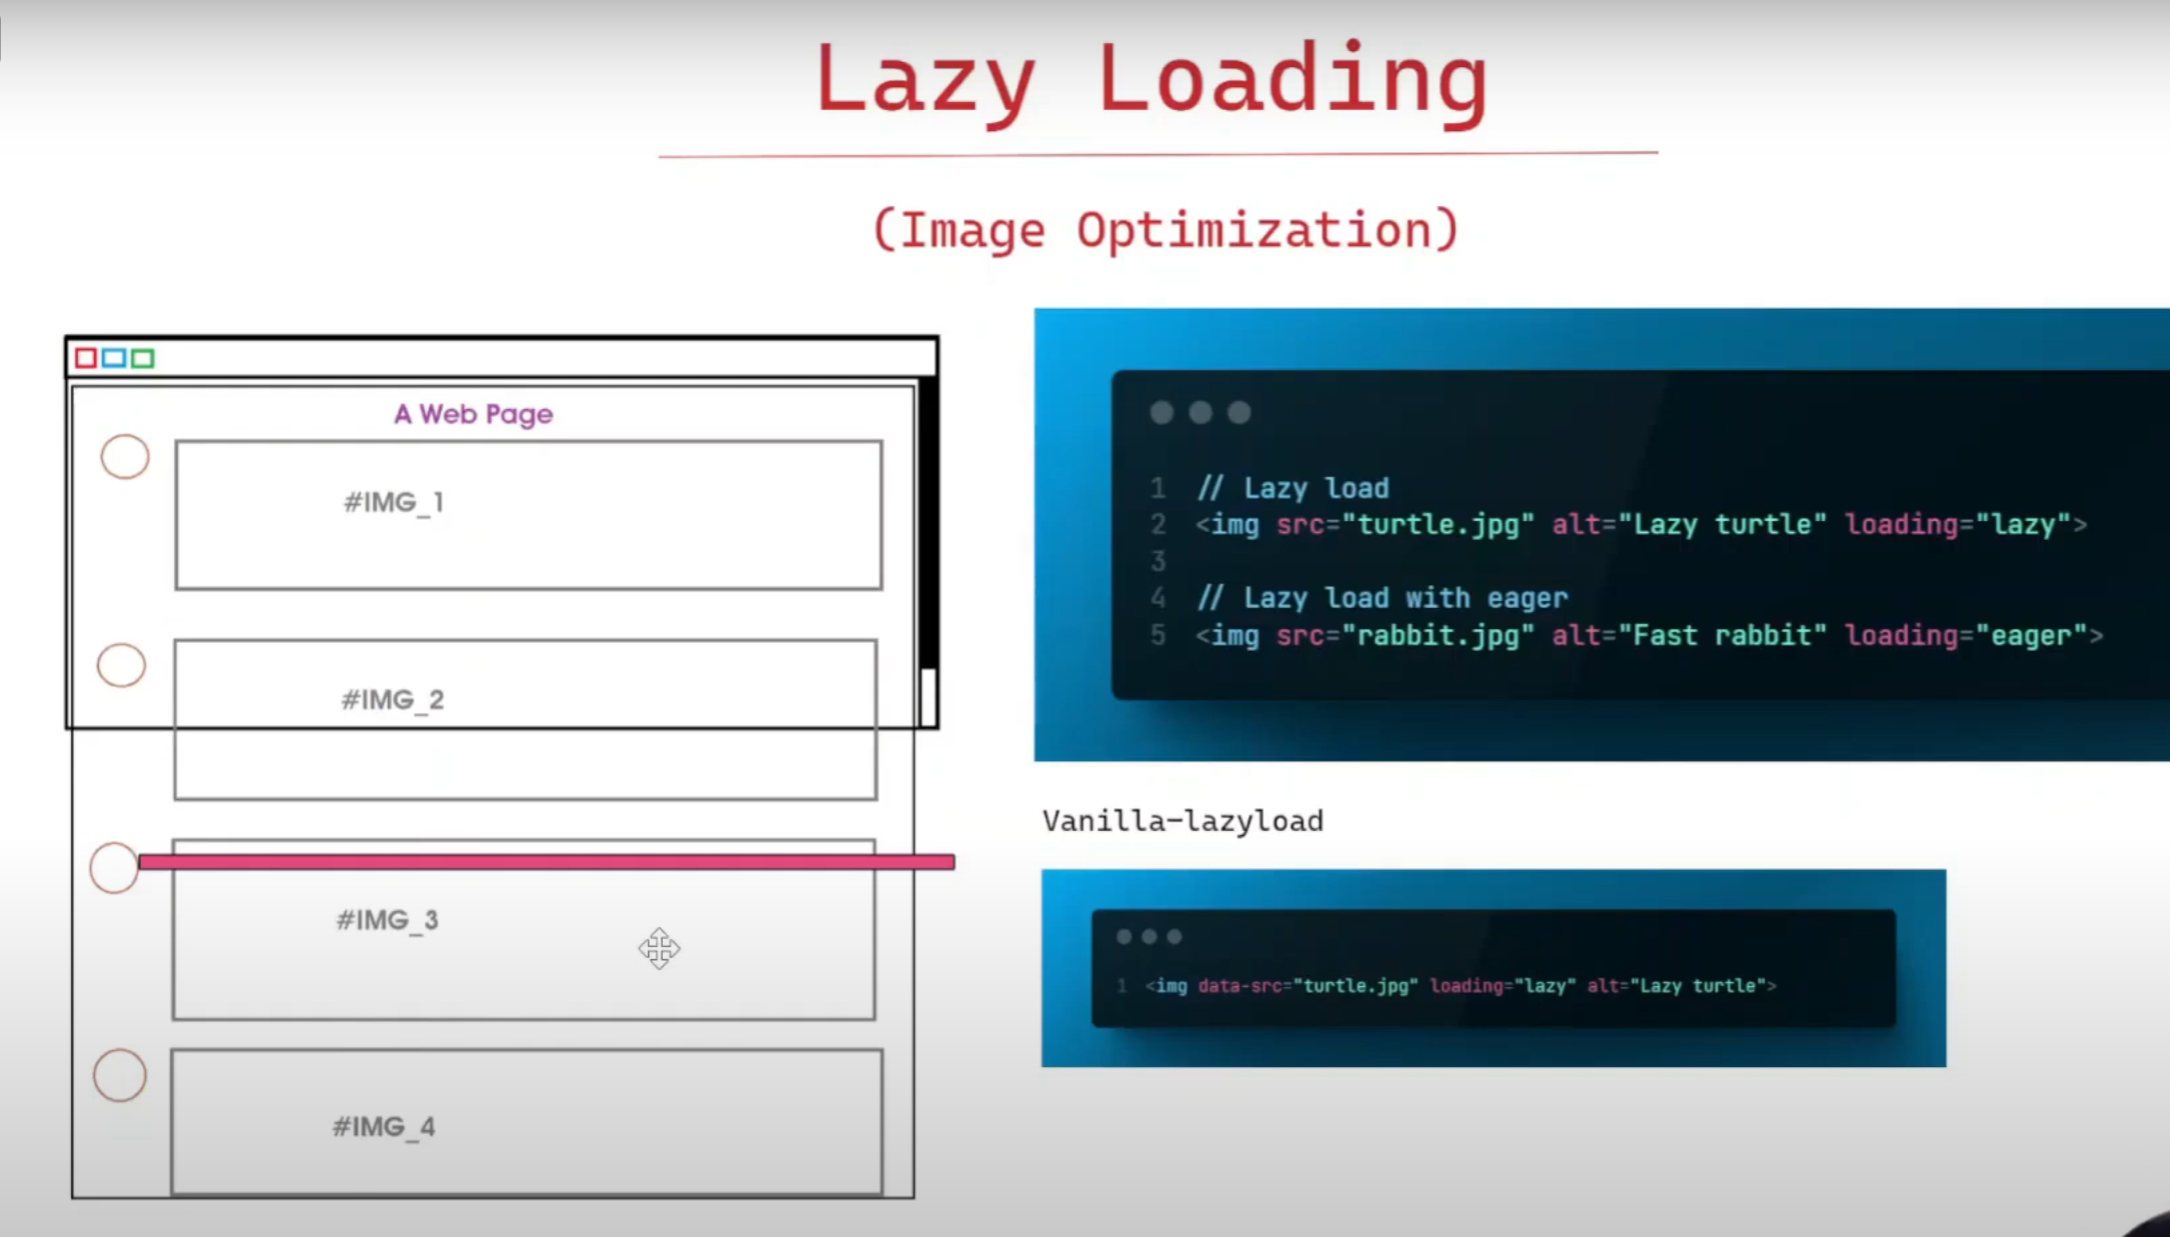 Lazy Loading
(Image Optimization)
A Web Page
#IMG_1
#IMG_2
#IMG_3
#IMG_4
1 // Lazy load
2 <img src="turtle.jpg" alt="Lazy turtle" loading="lazy">
3
4 // Lazy load with eager
5 <img src="rabbit.jpg" alt="Fast rabbit" loading="eager">
Vanilla-lazyload
1 <img data-src="turtle.jpg" loading="lazy" alt="Lazy turtle">